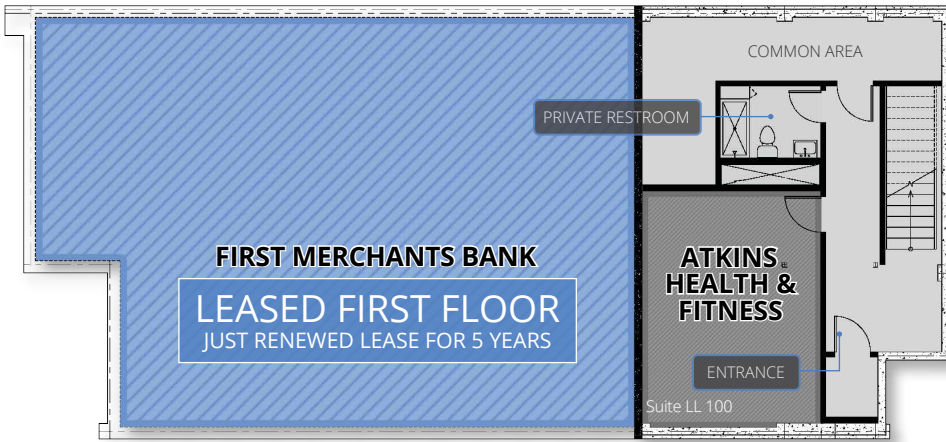 COMMON AREA
PRIVATE RESTROOM
FIRST MERCHANTS BANK
LEASED FIRST FLOOR
JUST RENEWED LEASE FOR 5 YEARS
ATKINS
HEALTH &
FITNESS
ENTRANCE
Suite LL 100